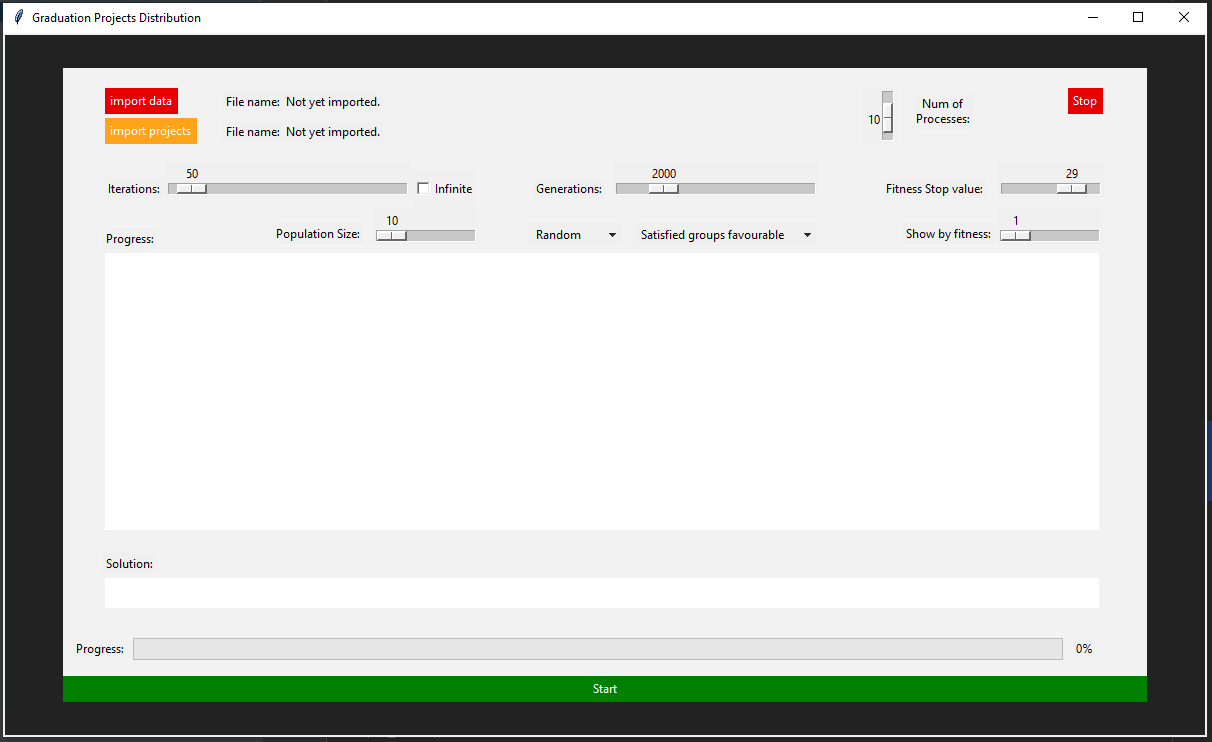 Graduation Projects Distribution
import data File name: Not yet imported. Num of Stop
10 Processes:
import projects File name: Not yet imported.
50 2000 29
Iterations: Infinite Generations: Fitness Stop value:
10 1
Progress: Population Size: Random Satisfied groups favourable Show by fitness:
Solution:
Progress: 0%
Start